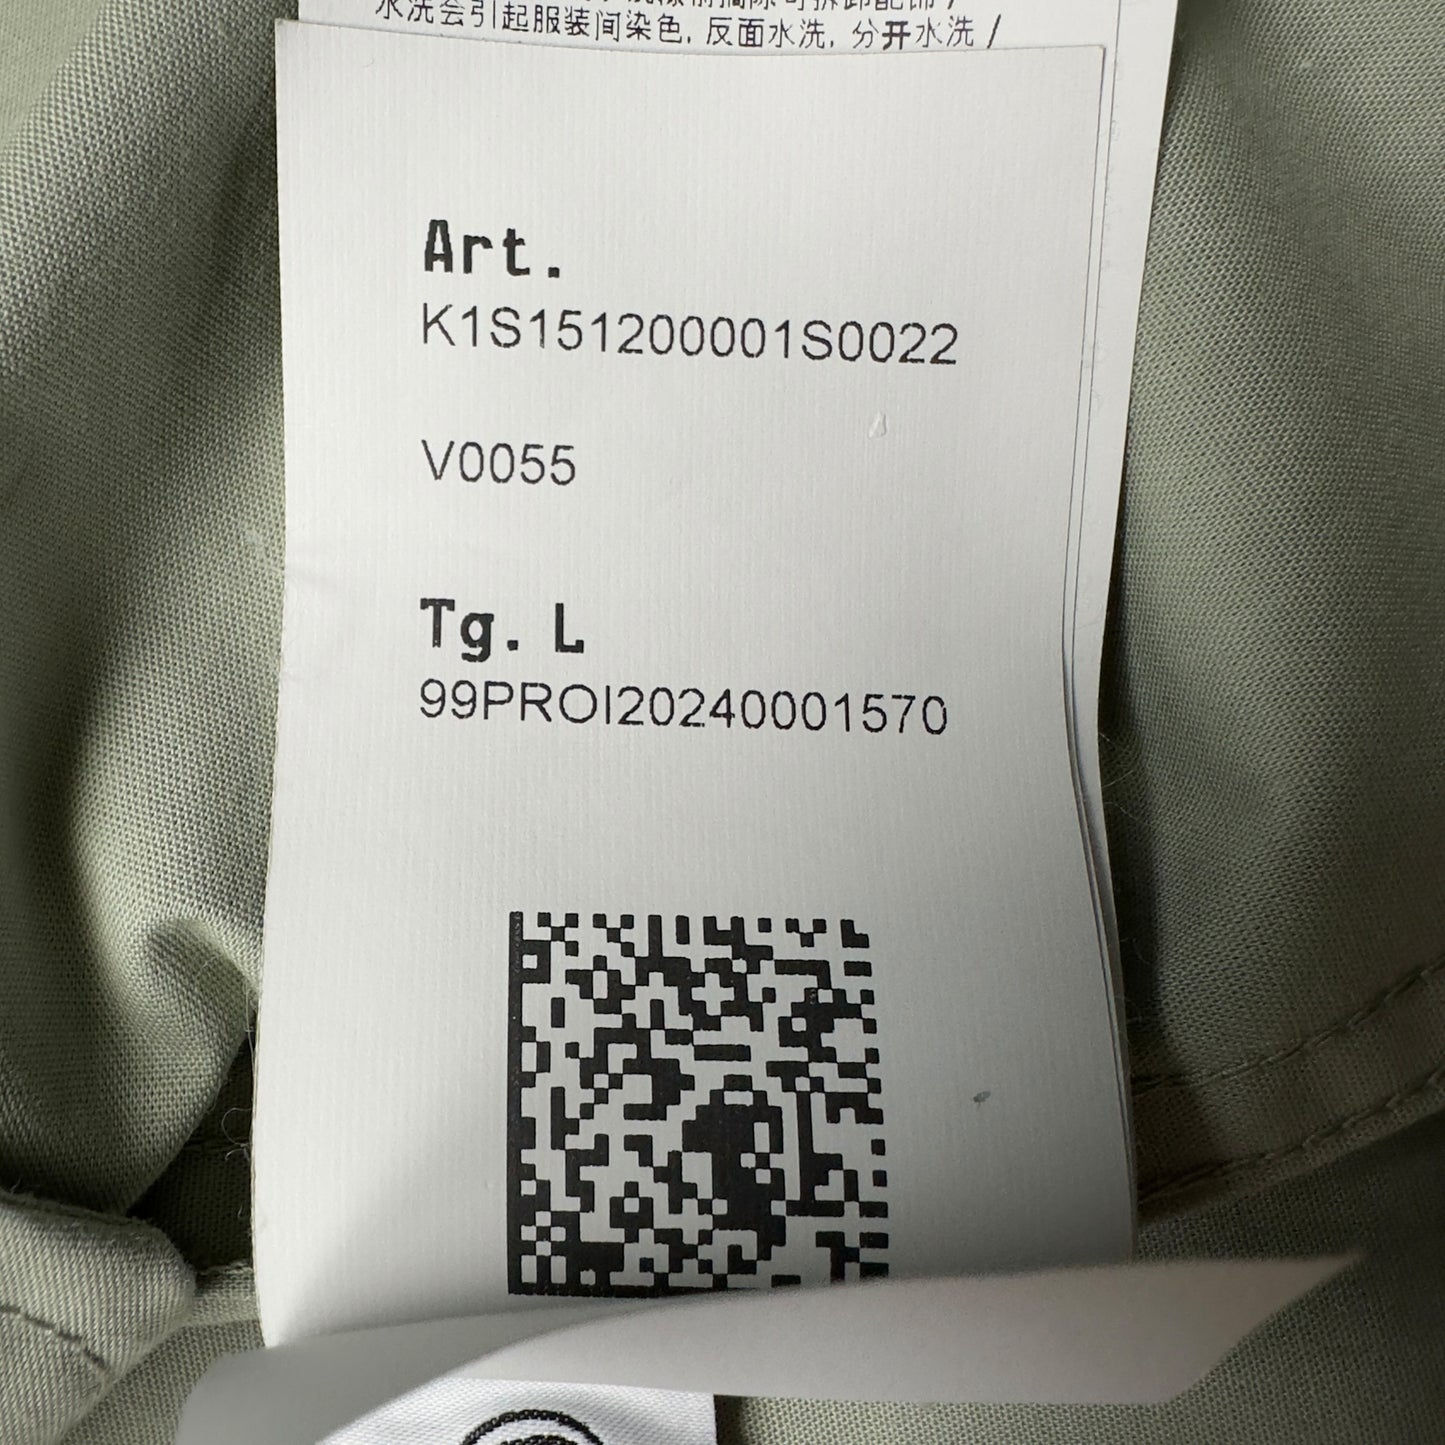 水洗会引起服装间染色, 反面水洗, 分开水洗 /
Art.
K1S151200001S0022
V0055
Tg. L
99PROI20240001570